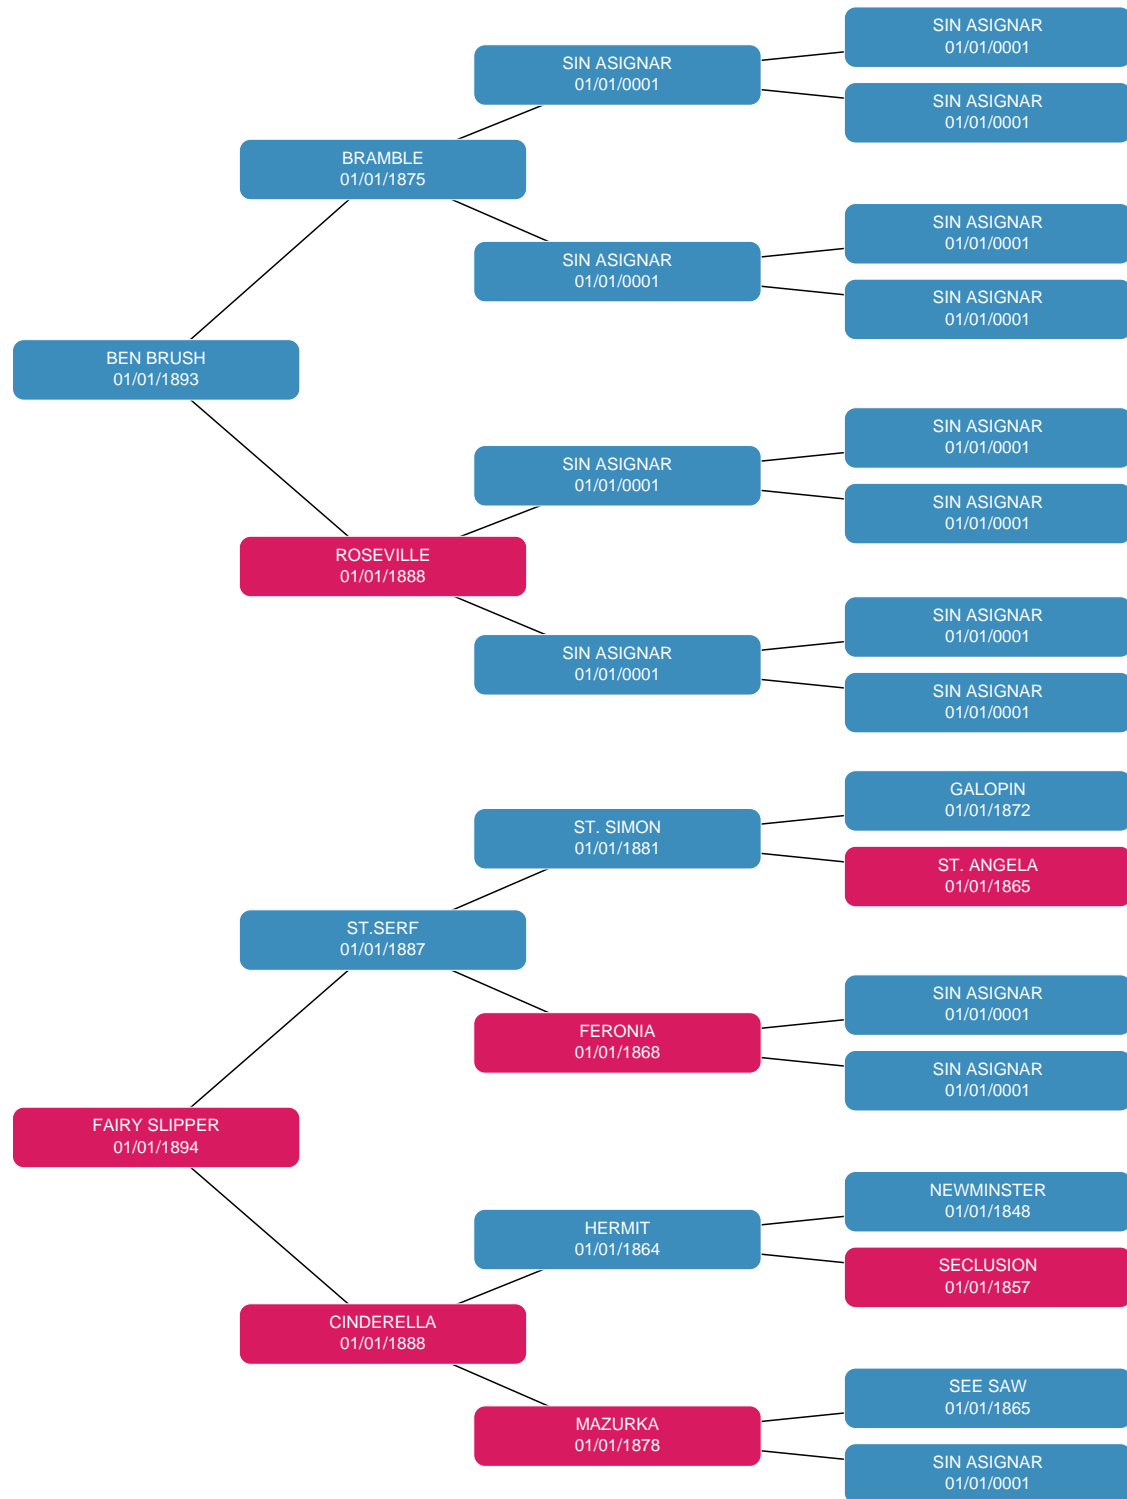 SIN ASIGNAR
01/01/0001
SIN ASIGNAR
01/01/0001
SIN ASIGNAR
01/01/0001
BRAMBLE
01/01/1875
SIN ASIGNAR
01/01/0001
SIN ASIGNAR
01/01/0001
SIN ASIGNAR
01/01/0001
BEN BRUSH
01/01/1893
SIN ASIGNAR
01/01/0001
SIN ASIGNAR
01/01/0001
SIN ASIGNAR
01/01/0001
ROSEVILLE
01/01/1888
SIN ASIGNAR
01/01/0001
SIN ASIGNAR
01/01/0001
SIN ASIGNAR
01/01/0001
GALOPIN
01/01/1872
ST. SIMON
01/01/1881
ST. ANGELA
01/01/1865
ST.SERF
01/01/1887
SIN ASIGNAR
01/01/0001
FERONIA
01/01/1868
SIN ASIGNAR
01/01/0001
FAIRY SLIPPER
01/01/1894
NEWMINSTER
01/01/1848
HERMIT
01/01/1864
SECLUSION
01/01/1857
CINDERELLA
01/01/1888
SEE SAW
01/01/1865
MAZURKA
01/01/1878
SIN ASIGNAR
01/01/0001